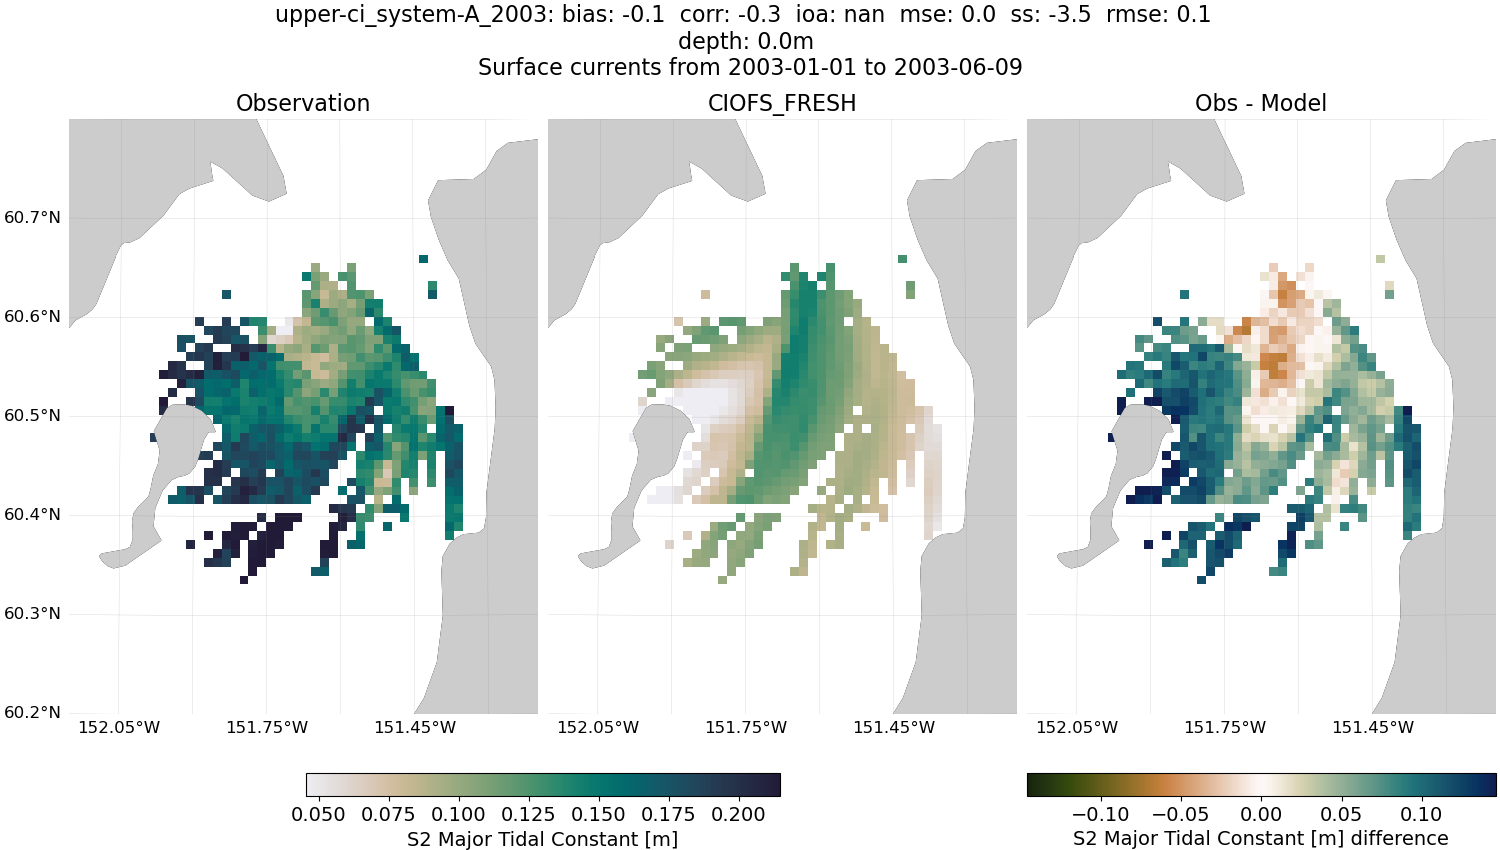 upper-ci_system-A_2003: bias: -0.1  corr: -0.3  ioa: nan  mse: 0.0  ss: -3.5  rmse: 0.1
depth: 0.0m
Surface currents from 2003-01-01 to 2003-06-09
Observation
CIOFS_FRESH
Obs - Model
60.7°N
60.6°N
60.5°N
60.4°N
60.3°N
60.2°N
152.05°W 151.75°W 151.45°W
152.05°W 151.75°W 151.45°W
152.05°W 151.75°W 151.45°W
0.050 0.075 0.100 0.125 0.150 0.175 0.200
S2 Major Tidal Constant [m]
−0.10 −0.05 0.00 0.05 0.10
S2 Major Tidal Constant [m] difference